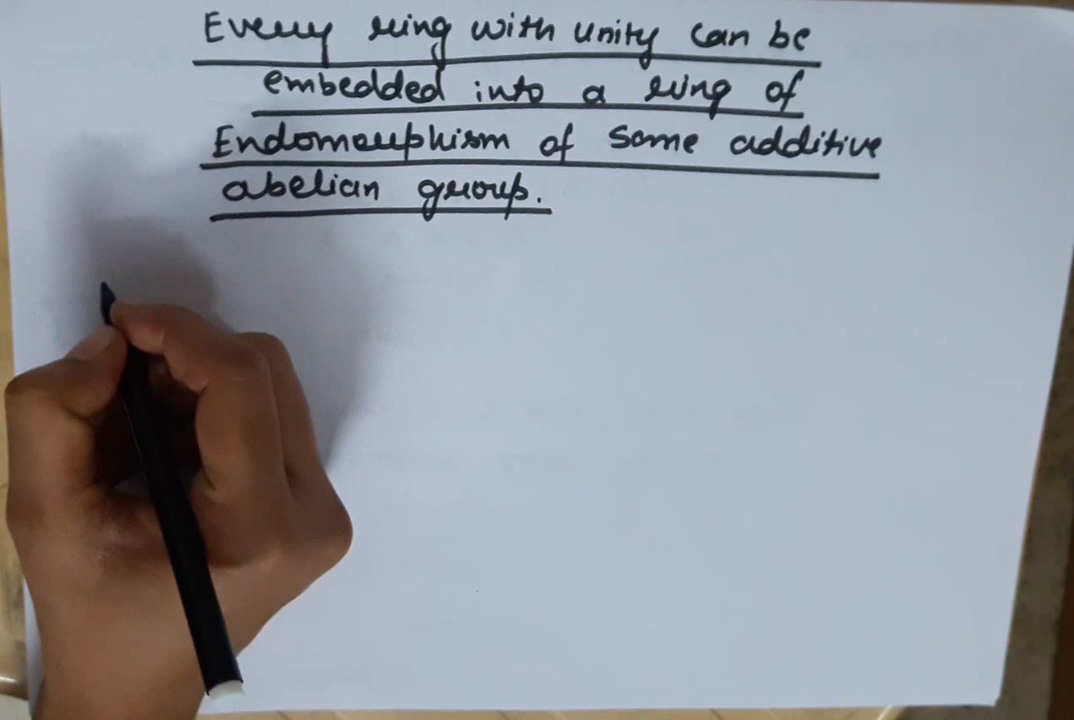 Every ring with unity can be
embedded into a ring of
Endomorphism of some additive
abelian group.